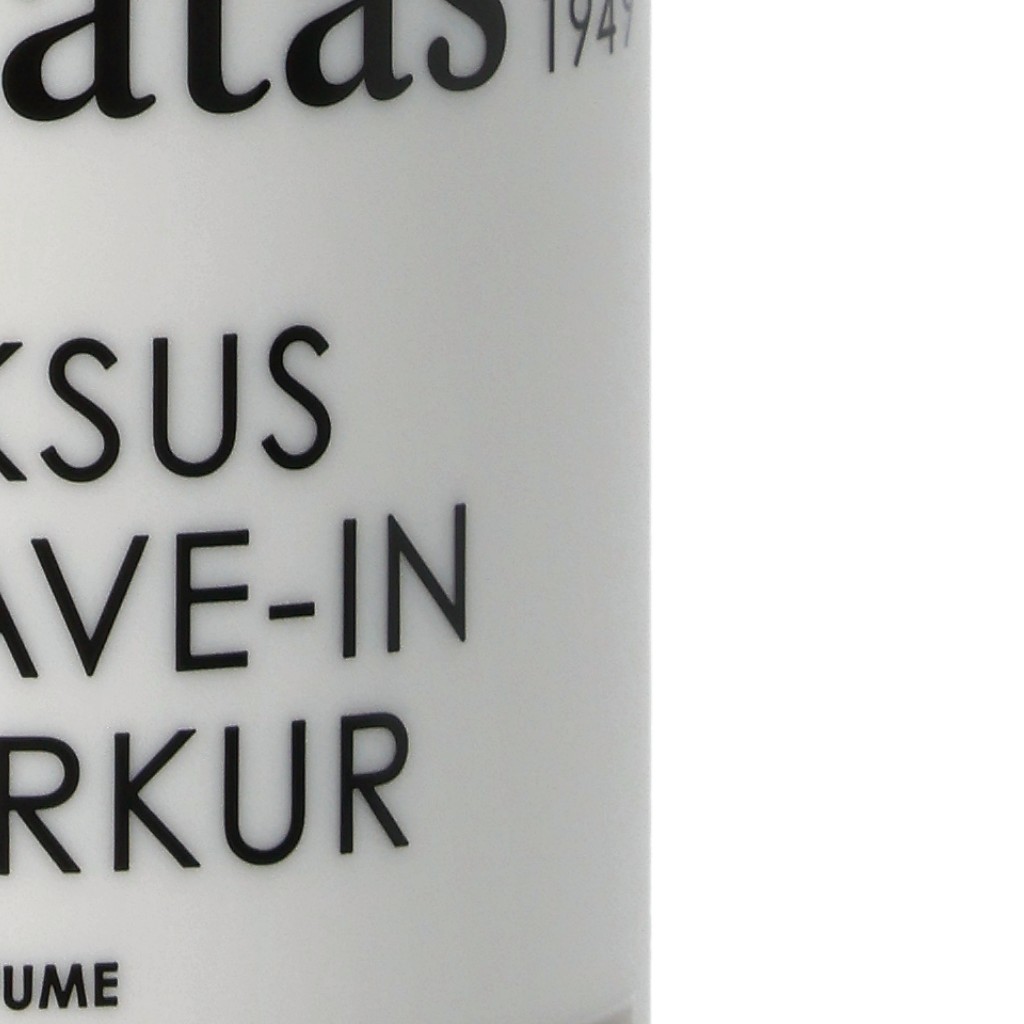 atas 1949
KSUS
AVE-IN
RKUR
UME